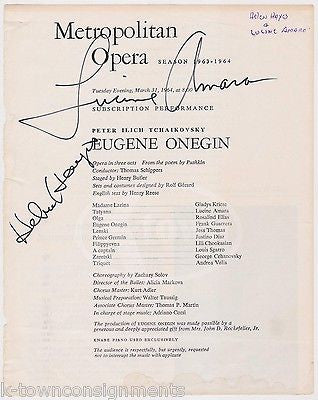 Metropolitan
Opera SEASON 1963-1964
Helen Hayes
& Lucine Amara
Lucine Amara
Tuesday Evening, March 31, 1964, at 8:00
SUBSCRIPTION PERFORMANCE
PETER ILICH TCHAIKOVSKY
EUGENE ONEGIN
Helen Hayes
Opera in three acts From the poem by Pushkin
Conductor: Thomas Schippers
Staged by Henry Butler
Sets and costumes designed by Rolf Gérard
English text by Henry Reese
Madame Larina Gladys Kriese
Tatyana Lucine Amara
Olga Rosalind Elias
Eugene Onegin Frank Guarrera
Lenski Jess Thomas
Prince Gremin Justino Diaz
Filippyevna Lili Chookasian
A captain Louis Sgarro
Zaretski George Cehanovsky
Triquet Andrea Velis
Choreography by Zachary Solov
Director of the Ballet: Alicia Markova
Chorus Master: Kurt Adler
Musical Preparation: Walter Taussig
Associate Chorus Master: Thomas P. Martin
In charge of stage music: Adriano Ceril
The production of EUGENE ONEGIN was made possible by a
generous and deeply appreciated gift from Mrs. John D. Rockefeller, Jr.
KNABE PIANO USED EXCLUSIVELY
The audience is respectfully, but urgently, requested
not to interrupt the music with applause
k-townconsignments